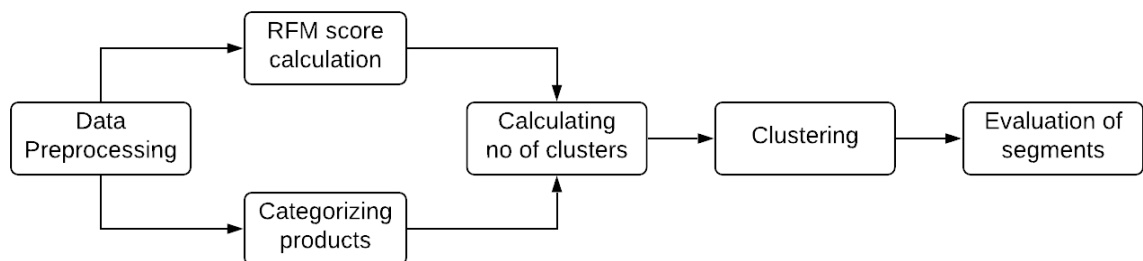 RFM score
calculation
Data
Preprocessing
Categorizing
products
Calculating
no of clusters
Clustering
Evaluation of
segments